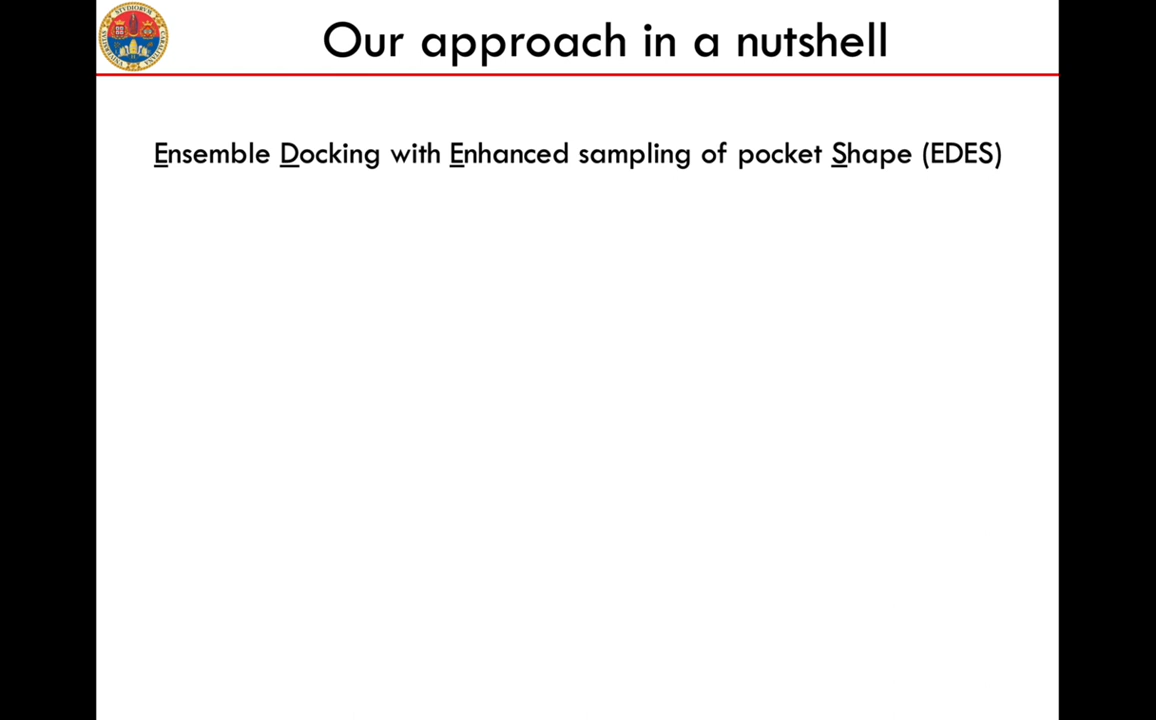 Our approach in a nutshell
Ensemble Docking with Enhanced sampling of pocket Shape (EDES)